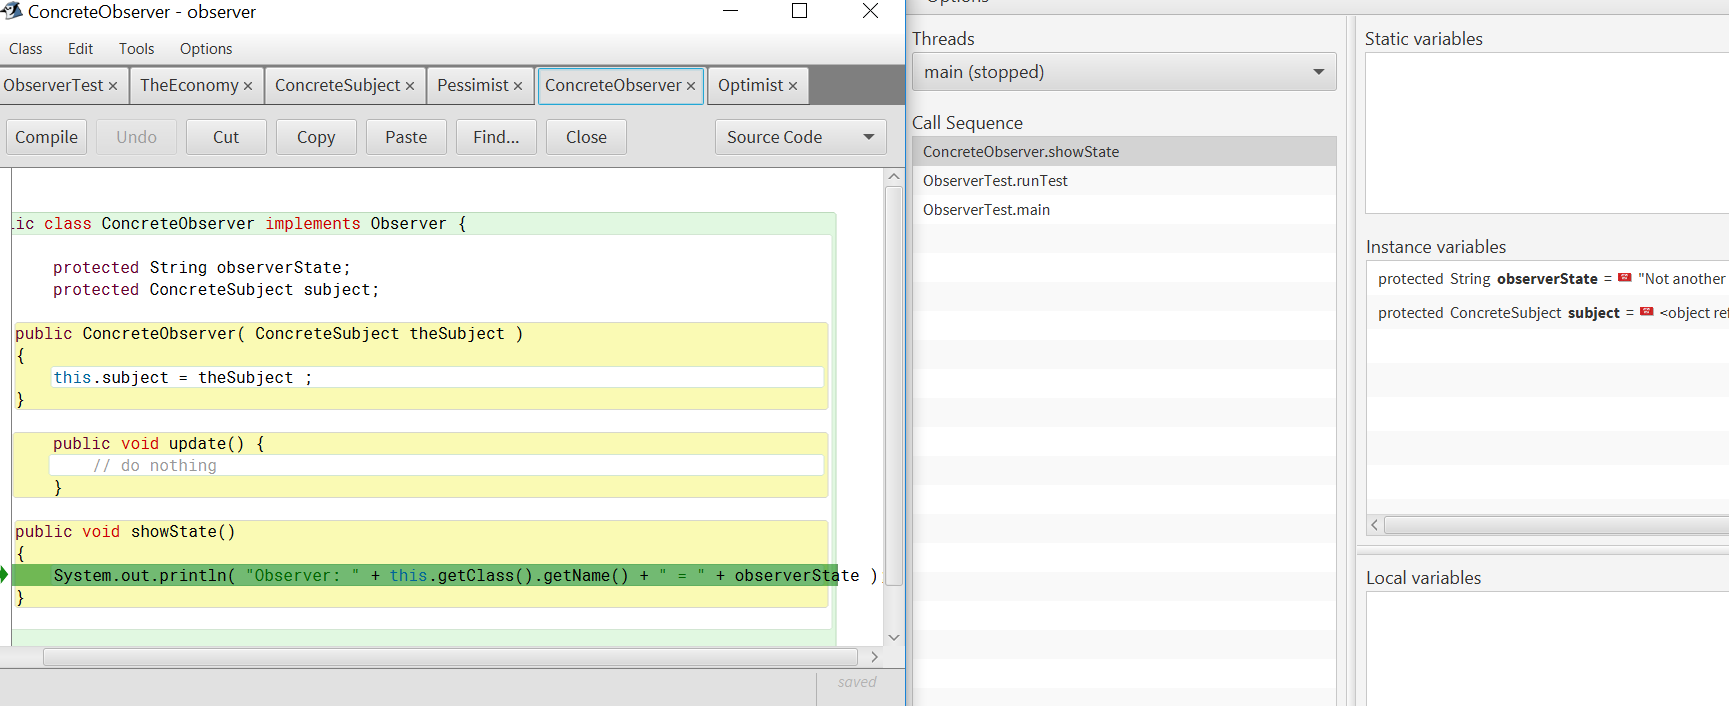 ConcreteObserver - observer
Class Edit Tools Options
ObserverTest × TheEconomy × ConcreteSubject × Pessimist × ConcreteObserver × Optimist ×
Compile Undo Cut Copy Paste Find... Close Source Code
ic class ConcreteObserver implements Observer {
protected String observerState;
protected ConcreteSubject subject;
public ConcreteObserver( ConcreteSubject theSubject )
{
this.subject = theSubject ;
}
public void update() {
// do nothing
}
public void showState()
{
System.out.println( "Observer: " + this.getClass().getName() + " = " + observerState );
}
saved
Options
Threads
main (stopped)
Call Sequence
ConcreteObserver.showState
ObserverTest.runTest
ObserverTest.main
Static variables
Instance variables
protected String observerState = "Not another
protected ConcreteSubject subject = <object ref
Local variables